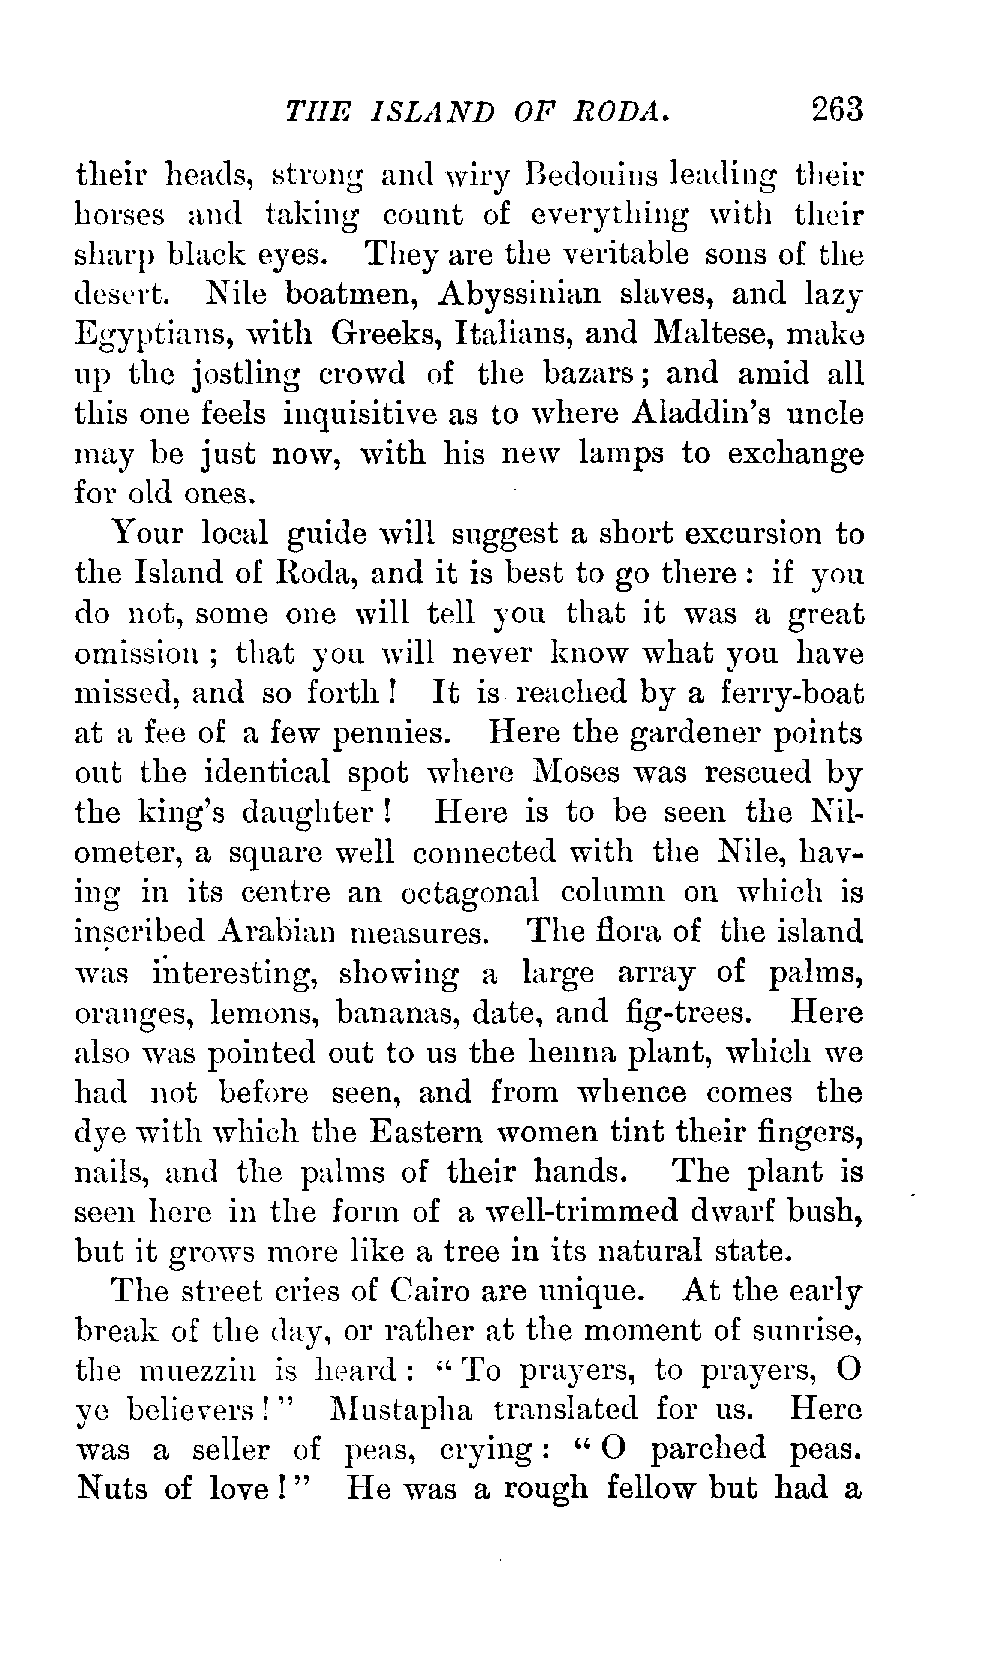 THE ISLAND OF RODA. 263
their heads, strong and wiry Bedouins leading their
horses and taking count of everything with their
sharp black eyes. They are the veritable sons of the
desert. Nile boatmen, Abyssinian slaves, and lazy
Egyptians, with Greeks, Italians, and Maltese, make
up the jostling crowd of the bazars; and amid all
this one feels inquisitive as to where Aladdin's uncle
may be just now, with his new lamps to exchange
for old ones.
Your local guide will suggest a short excursion to
the Island of Roda, and it is best to go there : if you
do not, some one will tell you that it was a great
omission ; that you will never know what you have
missed, and so forth ! It is reached by a ferry-boat
at a fee of a few pennies. Here the gardener points
out the identical spot where Moses was rescued by
the king's daughter ! Here is to be seen the Nil-
ometer, a square well connected with the Nile, hav-
ing in its centre an octagonal column on which is
inscribed Arabian measures. The flora of the island
was interesting, showing a large array of palms,
oranges, lemons, bananas, date, and fig-trees. Here
also was pointed out to us the henna plant, which we
had not before seen, and from whence comes the
dye with which the Eastern women tint their fingers,
nails, and the palms of their hands. The plant is
seen here in the form of a well-trimmed dwarf bush,
but it grows more like a tree in its natural state.
The street cries of Cairo are unique. At the early
break of the day, or rather at the moment of sunrise,
the muezzin is heard : “ To prayers, to prayers, O
ye believers ! ” Mustapha translated for us. Here
was a seller of peas, crying : “ O parched peas.
Nuts of love ! ” He was a rough fellow but had a